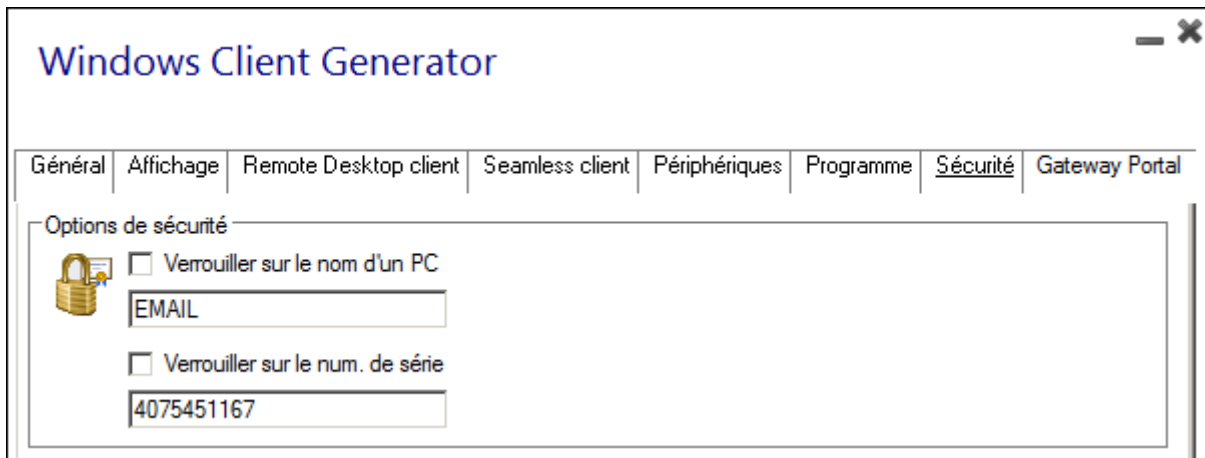 Windows Client Generator
Général Affichage Remote Desktop client Seamless client Périphériques Programme Sécurité Gateway Portal
Options de sécurité
Verrouiller sur le nom d'un PC
EMAIL
Verrouiller sur le num. de série
4075451167